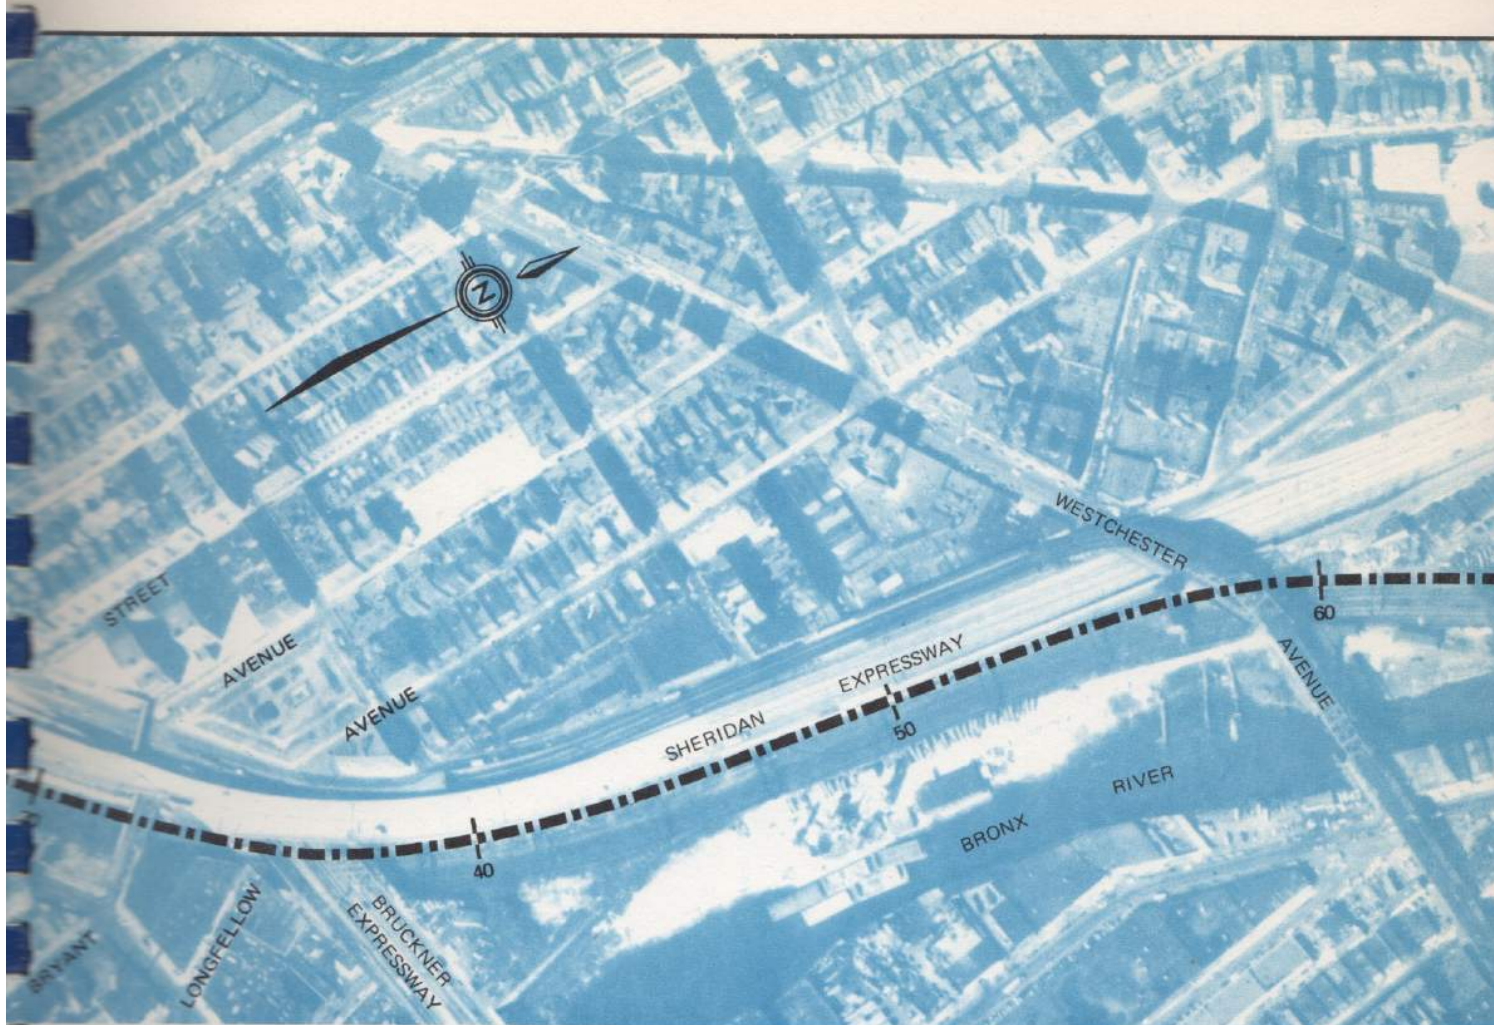 N
WESTCHESTER
STREET
60
AVENUE
EXPRESSWAY
AVENUE
AVENUE
SHERIDAN
50
RIVER
BRONX
40
BRUCKNER
EXPRESSWAY
LONGFELLOW
BRYANT